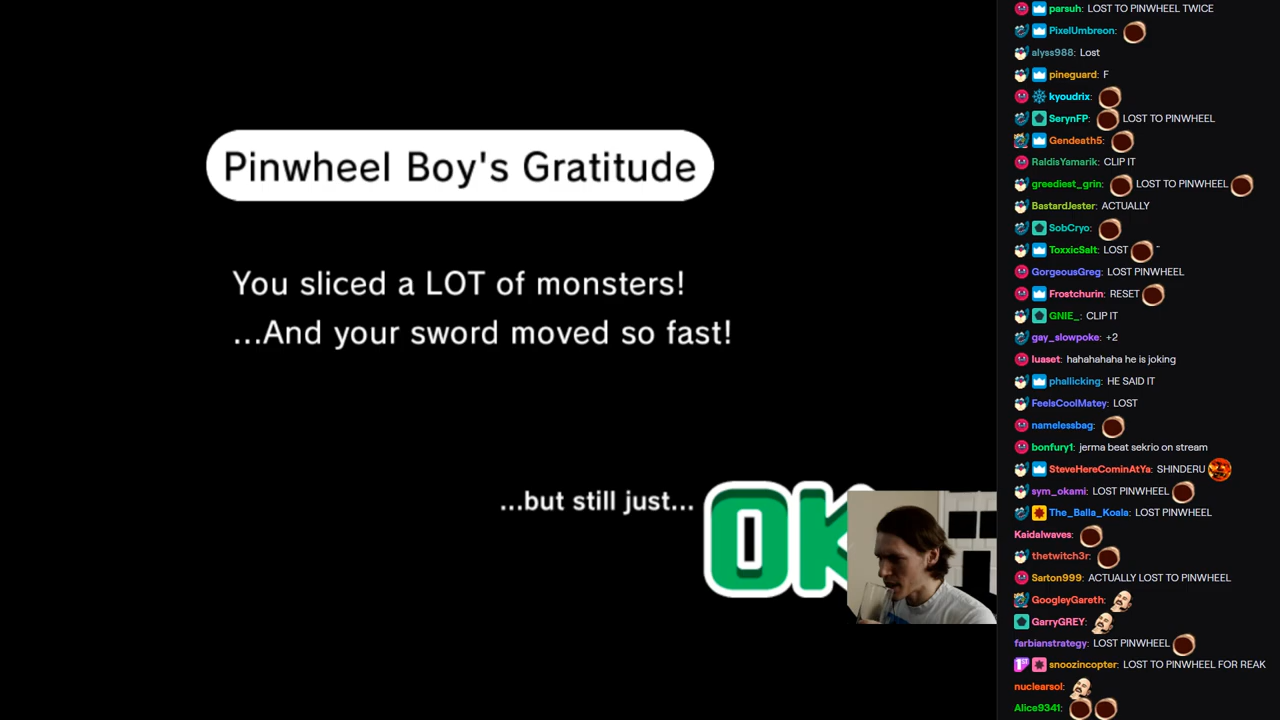 Pinwheel Boy's Gratitude
You sliced a LOT of monsters!
...And your sword moved so fast!
...but still just...
OK
parsuh: LOST TO PINWHEEL TWICE
PixelUmbreon:
alyss988: Lost
pineguard: F
kyoudrix:
SerynFP: LOST TO PINWHEEL
Gendeath5:
RaldisYamarik: CLIP IT
greediest_grin: LOST TO PINWHEEL
BastardJester: ACTUALLY
SobCryo:
ToxxicSalt: LOST
GorgeousGreg: LOST PINWHEEL
Frostchurin: RESET
GNIE_: CLIP IT
gay_slowpoke: +2
luaset: hahahahaha he is joking
phallicking: HE SAID IT
FeelsCoolMatey: LOST
namelessbag:
bonfury1: jerma beat sekrio on stream
SteveHereCominAtYa: SHINDERU
sym_okami: LOST PINWHEEL
The_Balla_Koala: LOST PINWHEEL
Kaidalwaves:
thetwitch3r:
Sarton999: ACTUALLY LOST TO PINWHEEL
GoogleyGareth:
GarryGREY:
farbianstrategy: LOST PINWHEEL
1ST snoozincopter: LOST TO PINWHEEL FOR REAK
nuclearsol:
Alice9341: